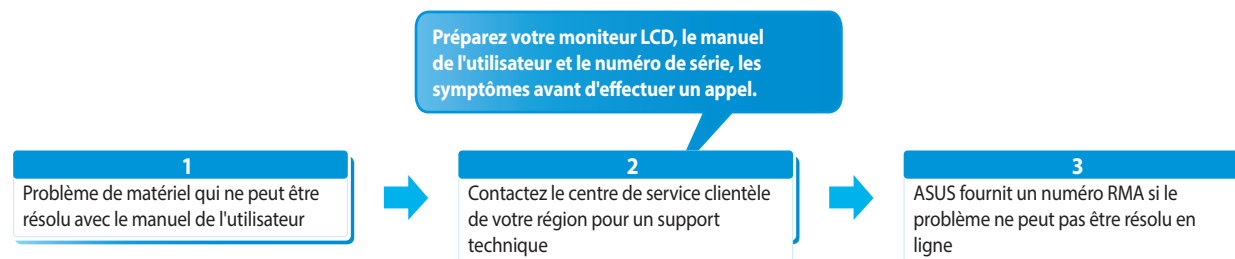 Préparez votre moniteur LCD, le manuel
de l'utilisateur et le numéro de série, les
symptômes avant d'effectuer un appel.
1
Problème de matériel qui ne peut être
résolu avec le manuel de l'utilisateur
2
Contactez le centre de service clientèle
de votre région pour un support
technique
3
ASUS fournit un numéro RMA si le
problème ne peut pas être résolu en
ligne